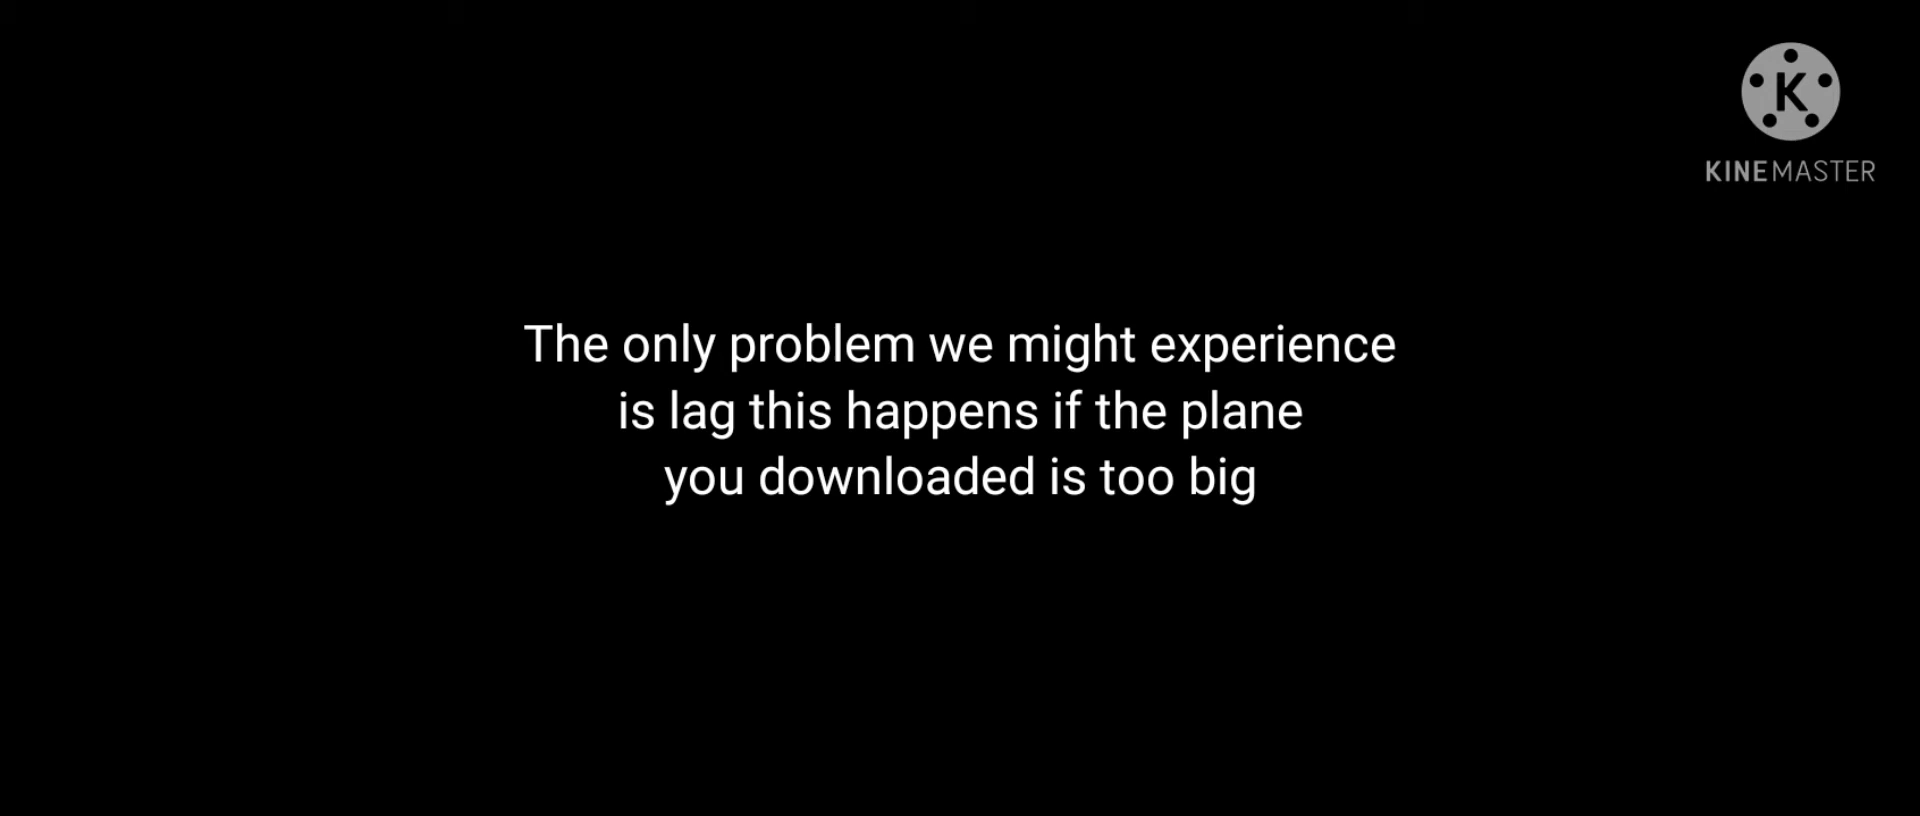 K
KINEMASTER
The only problem we might experience
is lag this happens if the plane
you downloaded is too big